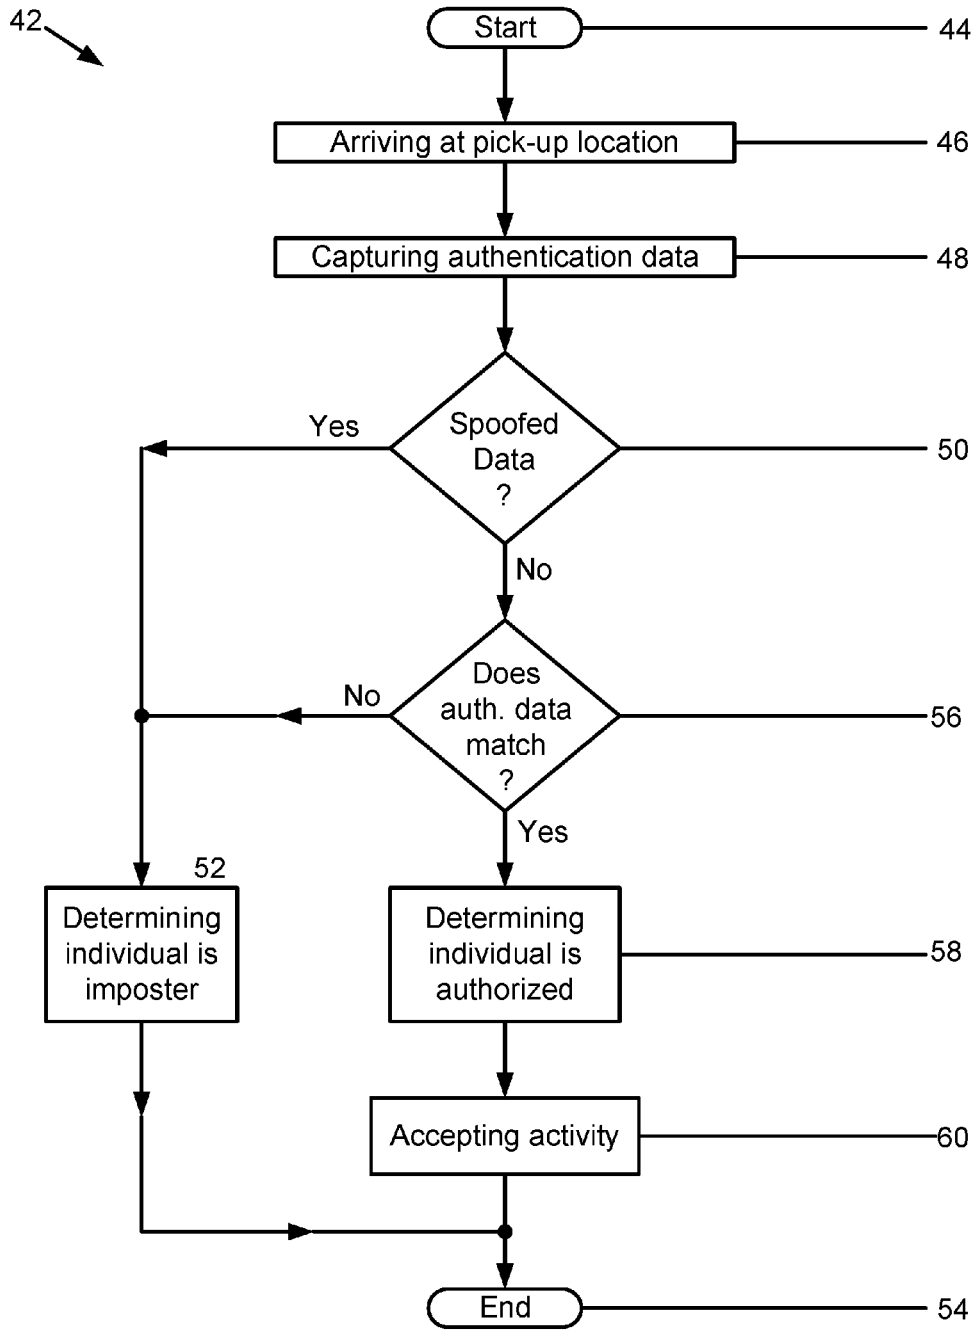 42
Start
44
Arriving at pick-up location
46
Capturing authentication data
48
Yes
Spoofed
Data
?
50
No
Does
auth. data
match
?
No
56
Yes
52
Determining
individual is
imposter
Determining
individual is
authorized
58
Accepting activity
60
End
54